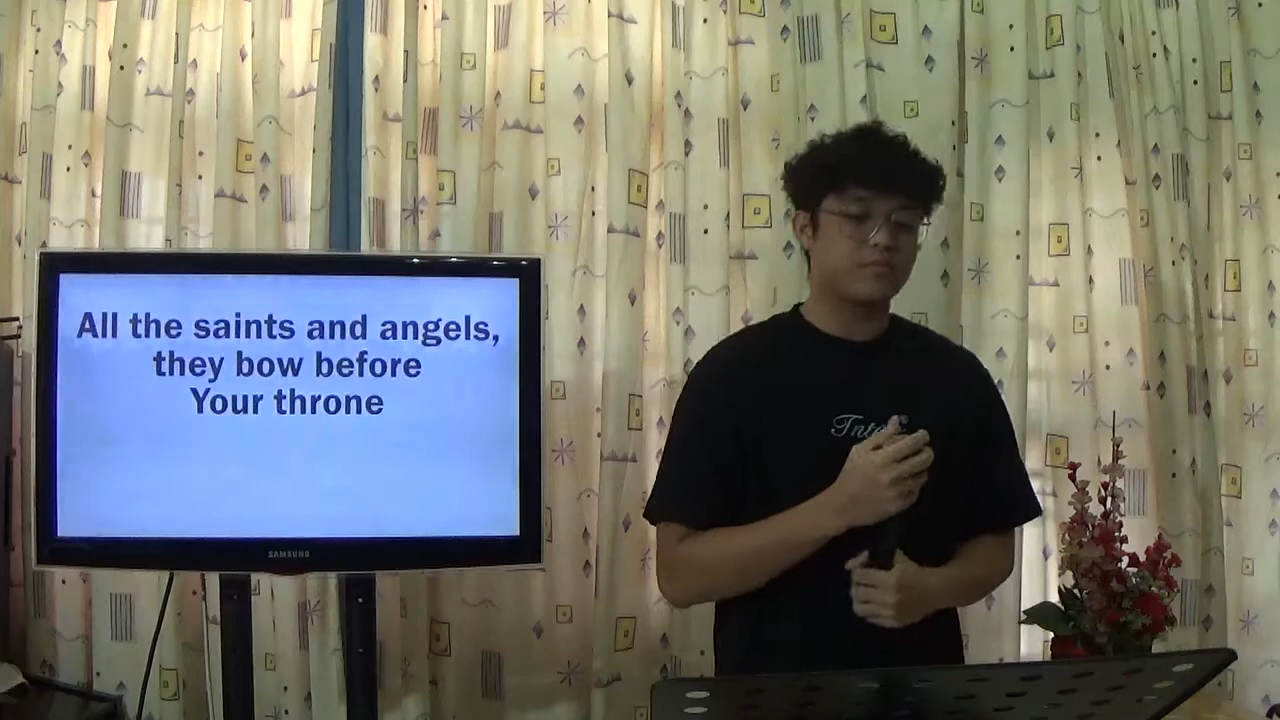 All the saints and angels,
they bow before
Your throne
SAMSUNG